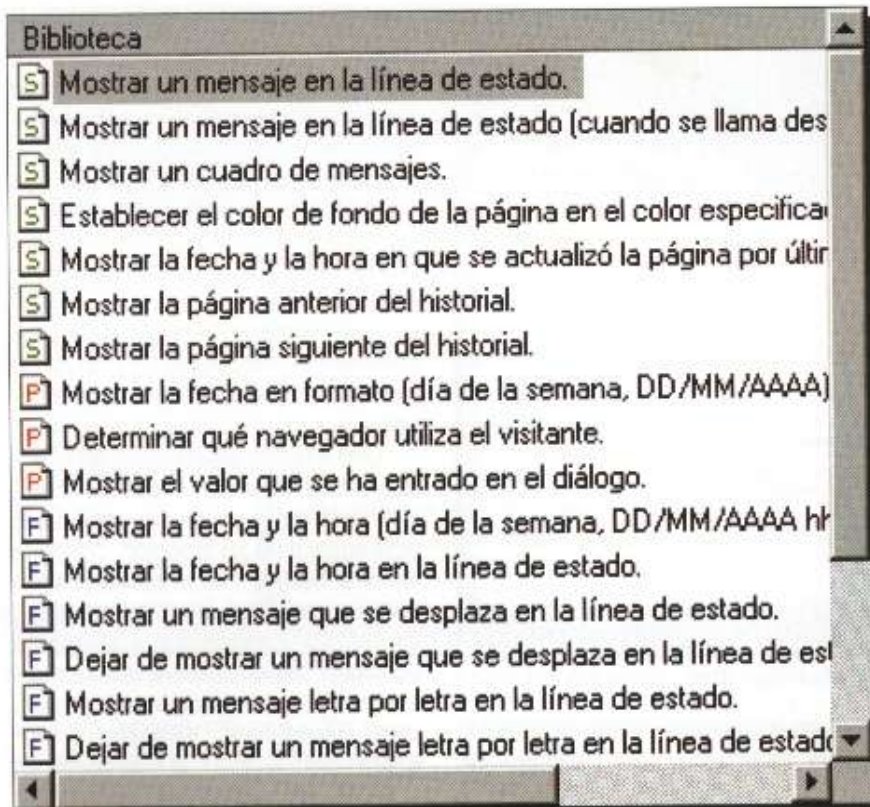 Biblioteca
S Mostrar un mensaje en la línea de estado.
S Mostrar un mensaje en la línea de estado (cuando se llama des
S Mostrar un cuadro de mensajes.
S Establecer el color de fondo de la página en el color especifica
S Mostrar la fecha y la hora en que se actualizó la página por últi
S Mostrar la página anterior del historial.
S Mostrar la página siguiente del historial.
P Mostrar la fecha en formato (día de la semana, DD/MM/AAAA)
P Determinar qué navegador utiliza el visitante.
P Mostrar el valor que se ha entrado en el diálogo.
F Mostrar la fecha y la hora (día de la semana, DD/MM/AAAA hh
F Mostrar la fecha y la hora en la línea de estado.
F Mostrar un mensaje que se desplaza en la línea de estado.
F Dejar de mostrar un mensaje que se desplaza en la línea de est
F Mostrar un mensaje letra por letra en la línea de estado.
F Dejar de mostrar un mensaje letra por letra en la línea de estado